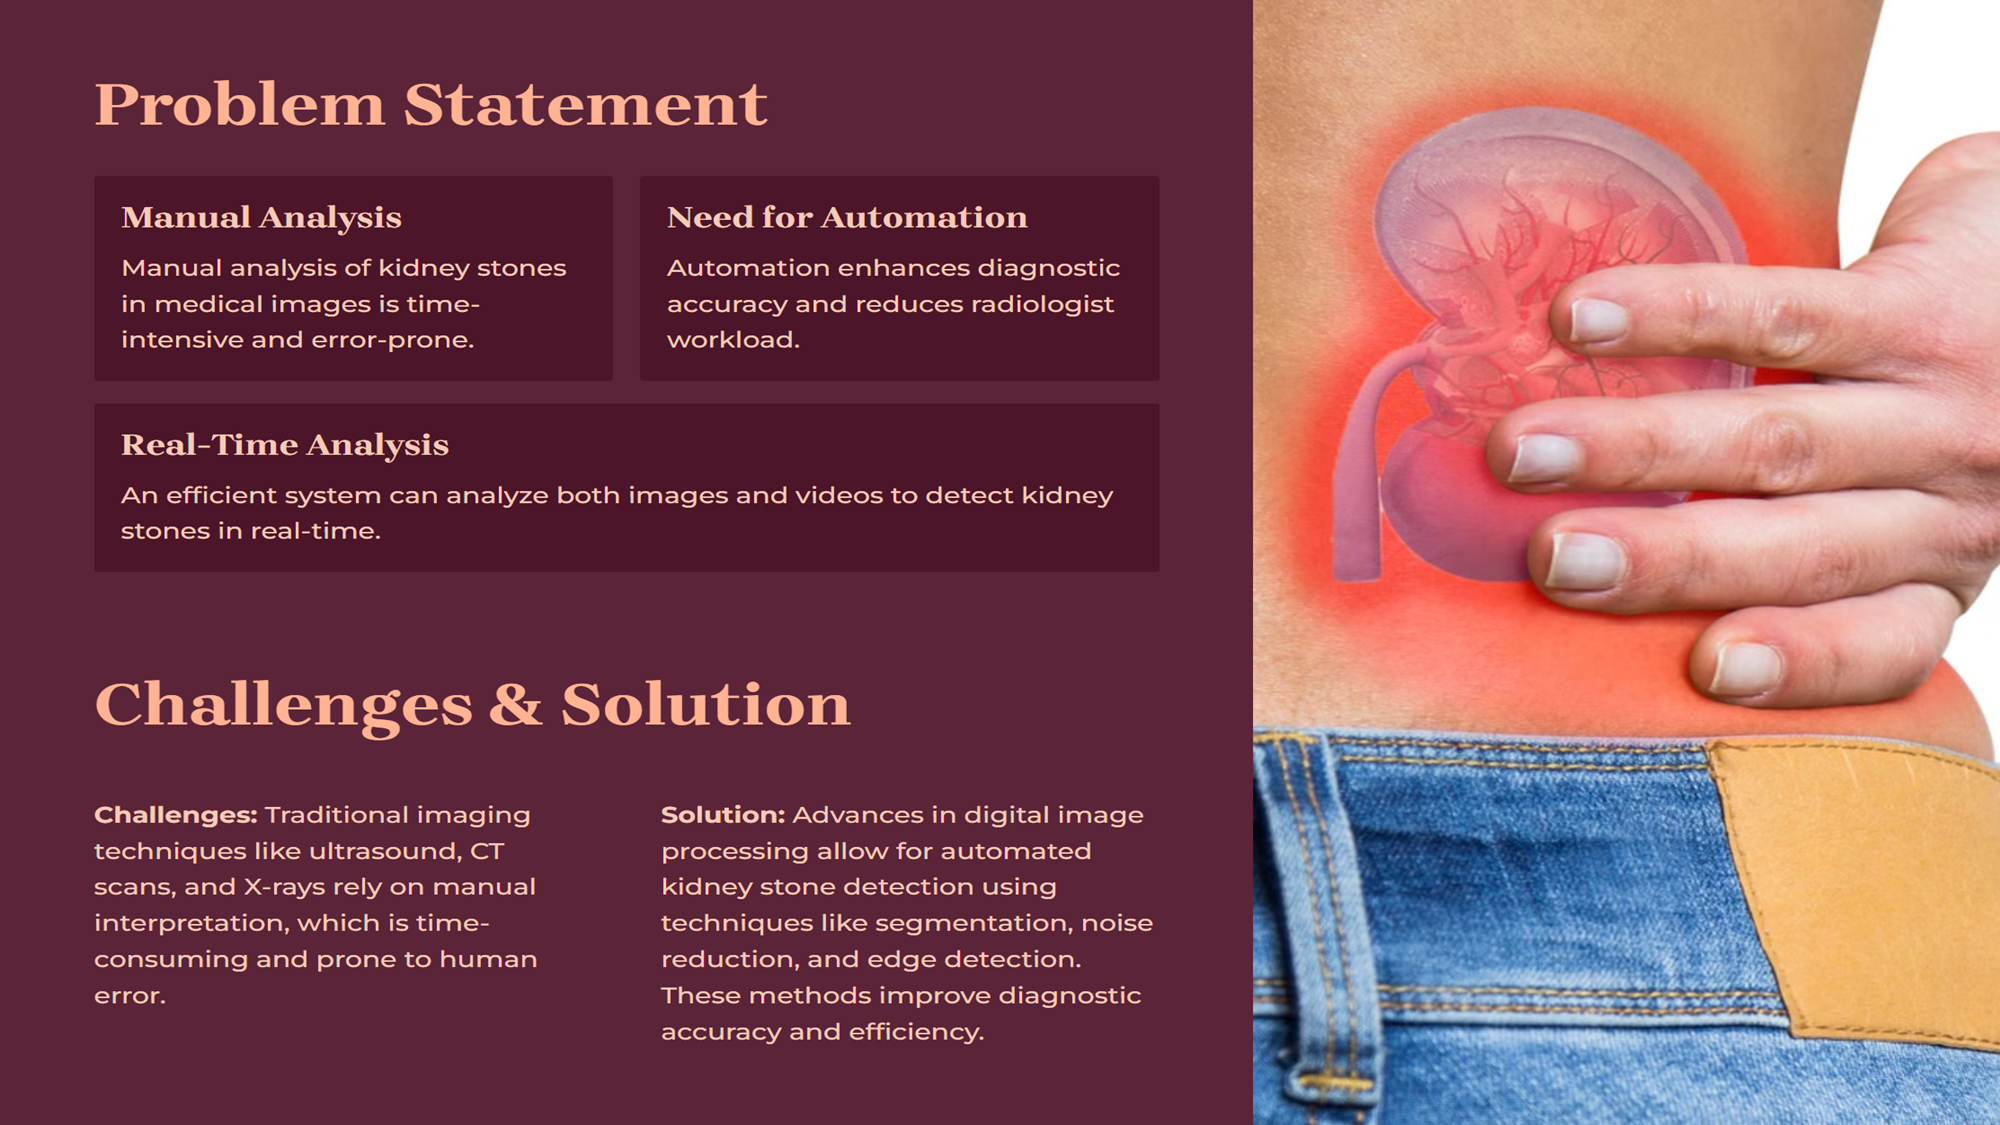 Problem Statement
Manual Analysis
Manual analysis of kidney stones
in medical images is time-
intensive and error-prone.
Need for Automation
Automation enhances diagnostic
accuracy and reduces radiologist
workload.
Real-Time Analysis
An efficient system can analyze both images and videos to detect kidney
stones in real-time.
Challenges & Solution
Challenges: Traditional imaging
techniques like ultrasound, CT
scans, and X-rays rely on manual
interpretation, which is time-
consuming and prone to human
error.
Solution: Advances in digital image
processing allow for automated
kidney stone detection using
techniques like segmentation, noise
reduction, and edge detection.
These methods improve diagnostic
accuracy and efficiency.